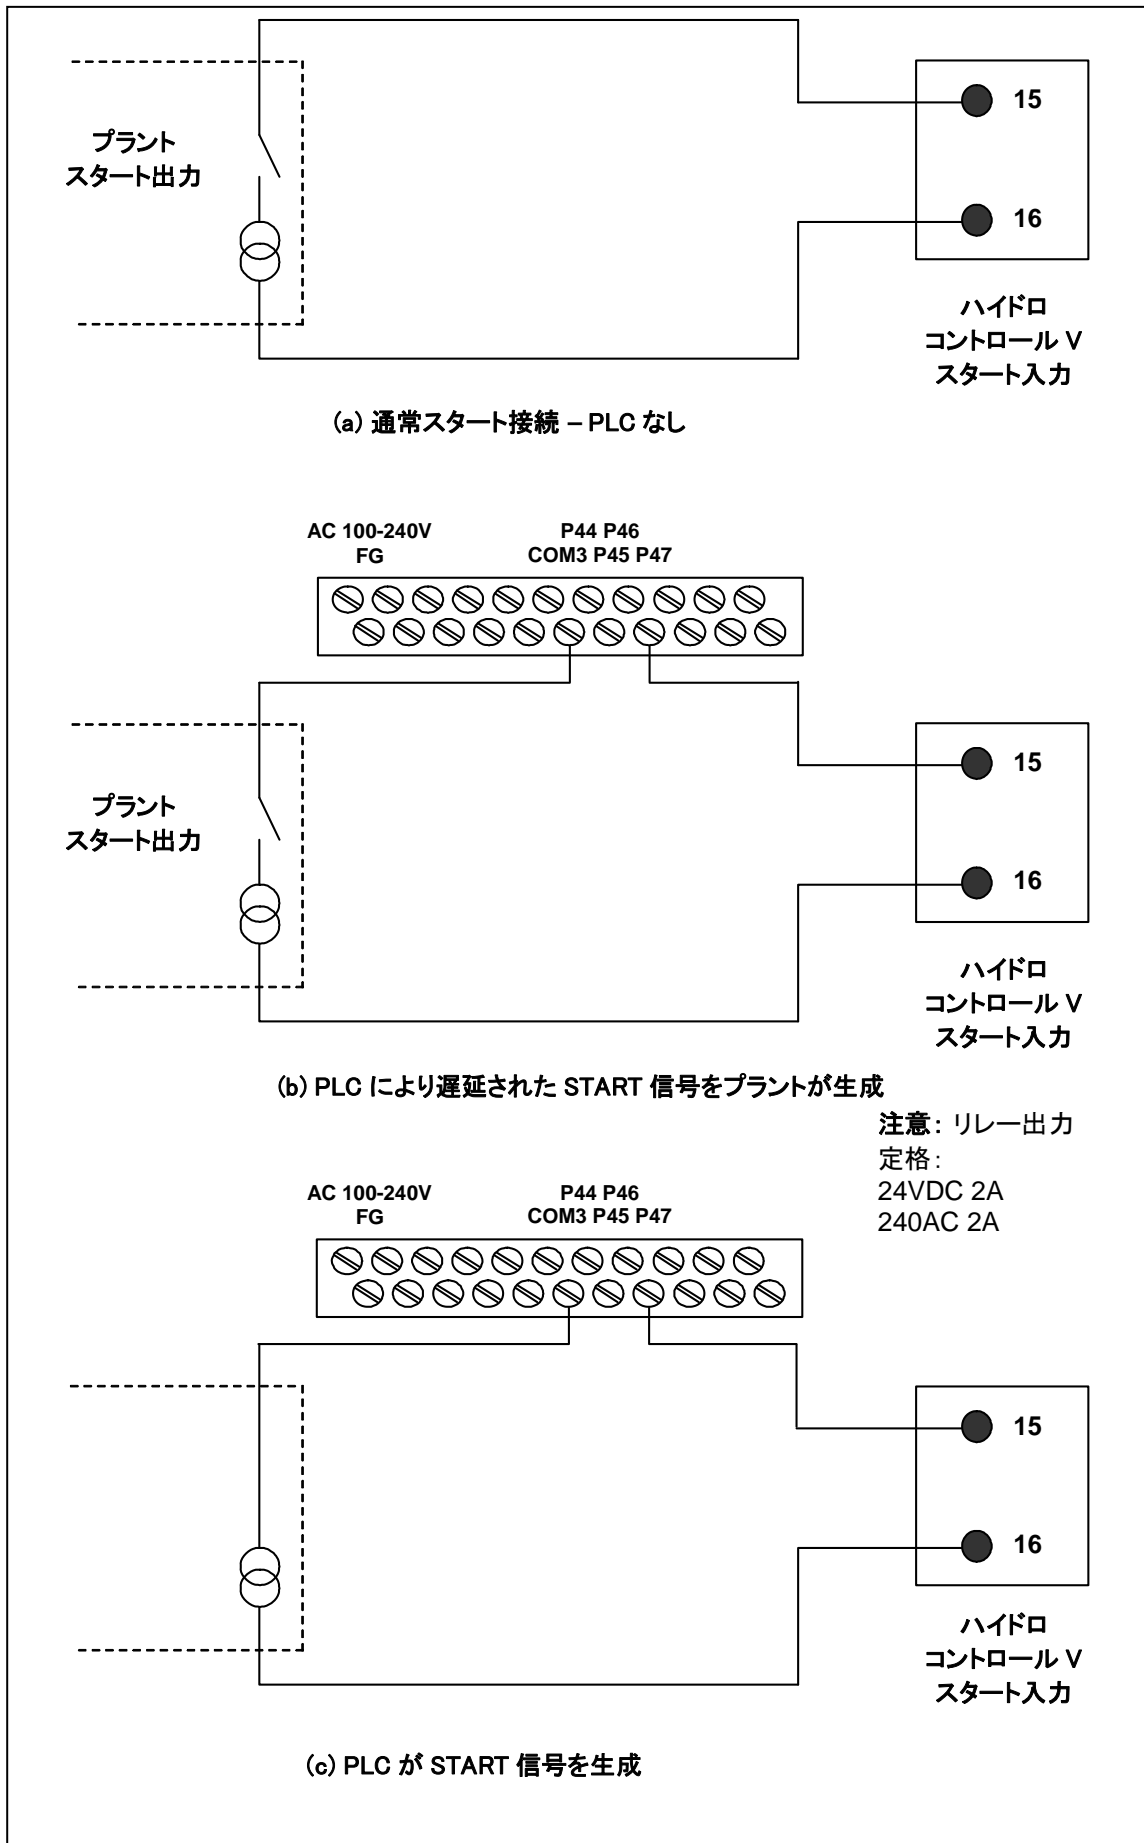 プラント
スタート出力
15
16
ハイドロ
コントロール V
スタート入力
(a) 通常スタート接続 – PLC なし
AC 100-240V
FG
P44 P46
COM3 P45 P47
プラント
スタート出力
15
16
ハイドロ
コントロール V
スタート入力
(b) PLC により遅延された START 信号をプラントが生成
注意: リレー出力
定格:
24VDC 2A
240AC 2A
AC 100-240V
FG
P44 P46
COM3 P45 P47
15
16
ハイドロ
コントロール V
スタート入力
(c) PLC が START 信号を生成